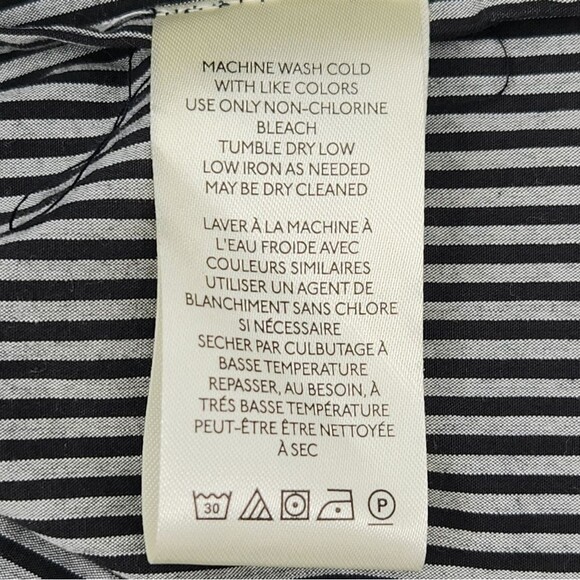 MACHINE WASH COLD
WITH LIKE COLORS
USE ONLY NON-CHLORINE
BLEACH
TUMBLE DRY LOW
LOW IRON AS NEEDED
MAY BE DRY CLEANED
LAVER À LA MACHINE À
L'EAU FROIDE AVEC
COULEURS SIMILAIRES
UTILISER UN AGENT DE
BLANCHIMENT SANS CHLORE
SI NÉCESSAIRE
SECHER PAR CULBUTAGE À
BASSE TEMPERATURE
REPASSER, AU BESOIN, À
TRÉS BASSE TEMPÉRATURE
PEUT-ÊTRE ÊTRE NETTOYÉE
À SEC
30 P